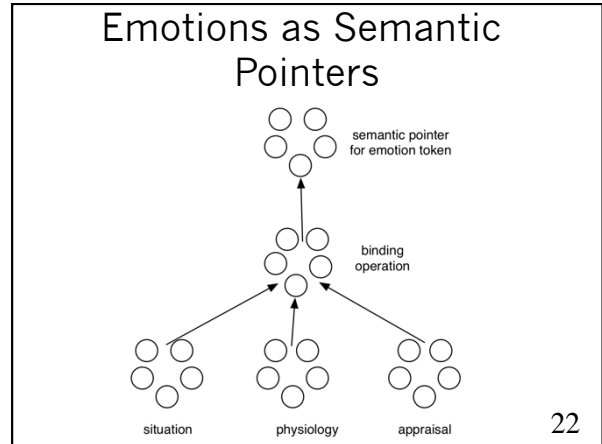 Emotions as Semantic
Pointers
semantic pointer
for emotion token
binding
operation
situation
physiology
appraisal
22